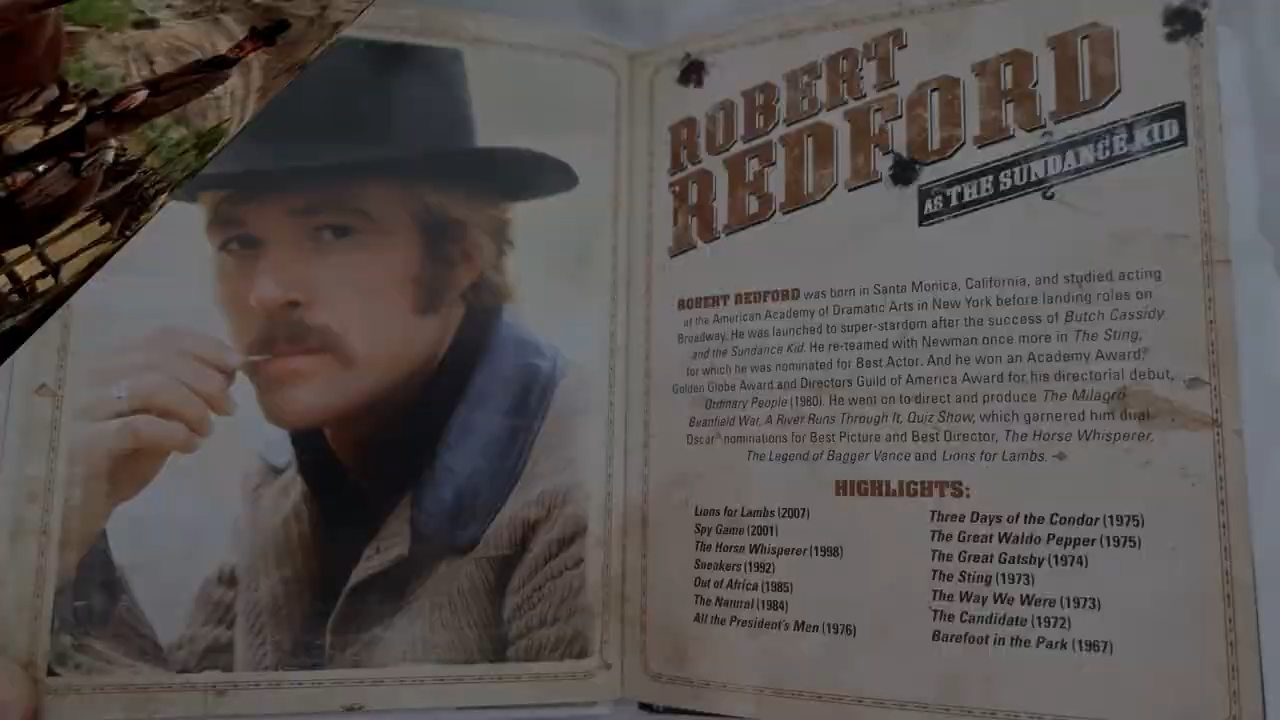 ROBERT
REDFORD
AS THE SUNDANCE KID
ROBERT REDFORD was born in Santa Monica, California, and studied acting
at the American Academy of Dramatic Arts in New York before landing roles on
Broadway. He was launched to super-stardom after the success of Butch Cassidy
and the Sundance Kid. He re-teamed with Newman once more in The Sting,
for which he was nominated for Best Actor. And he won an Academy Award,®
Golden Globe Award and Directors Guild of America Award for his directorial debut,
Ordinary People (1980). He went on to direct and produce The Milagro
Beanfield War, A River Runs Through It, Quiz Show, which garnered him dual
Oscar® nominations for Best Picture and Best Director, The Horse Whisperer,
The Legend of Bagger Vance and Lions for Lambs.
HIGHLIGHTS:
Lions for Lambs (2007)
Spy Game (2001)
The Horse Whisperer (1998)
Sneakers (1992)
Out of Africa (1985)
The Natural (1984)
All the President's Men (1976)
Three Days of the Condor (1975)
The Great Waldo Pepper (1975)
The Great Gatsby (1974)
The Sting (1973)
The Way We Were (1973)
The Candidate (1972)
Barefoot in the Park (1967)